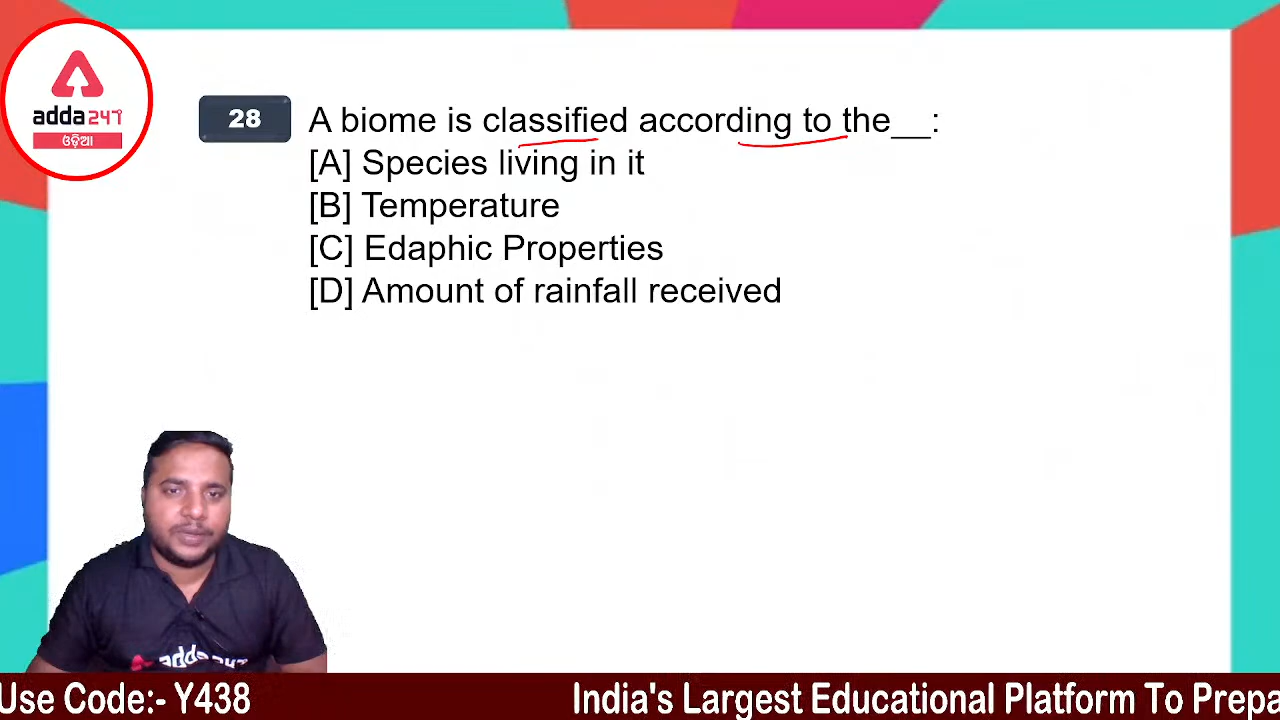 adda247
ଓଡ଼ିଆ
28
A biome is classified according to the__:
[A] Species living in it
[B] Temperature
[C] Edaphic Properties
[D] Amount of rainfall received
adda247
Use Code:- Y438
India's Largest Educational Platform To Prepa